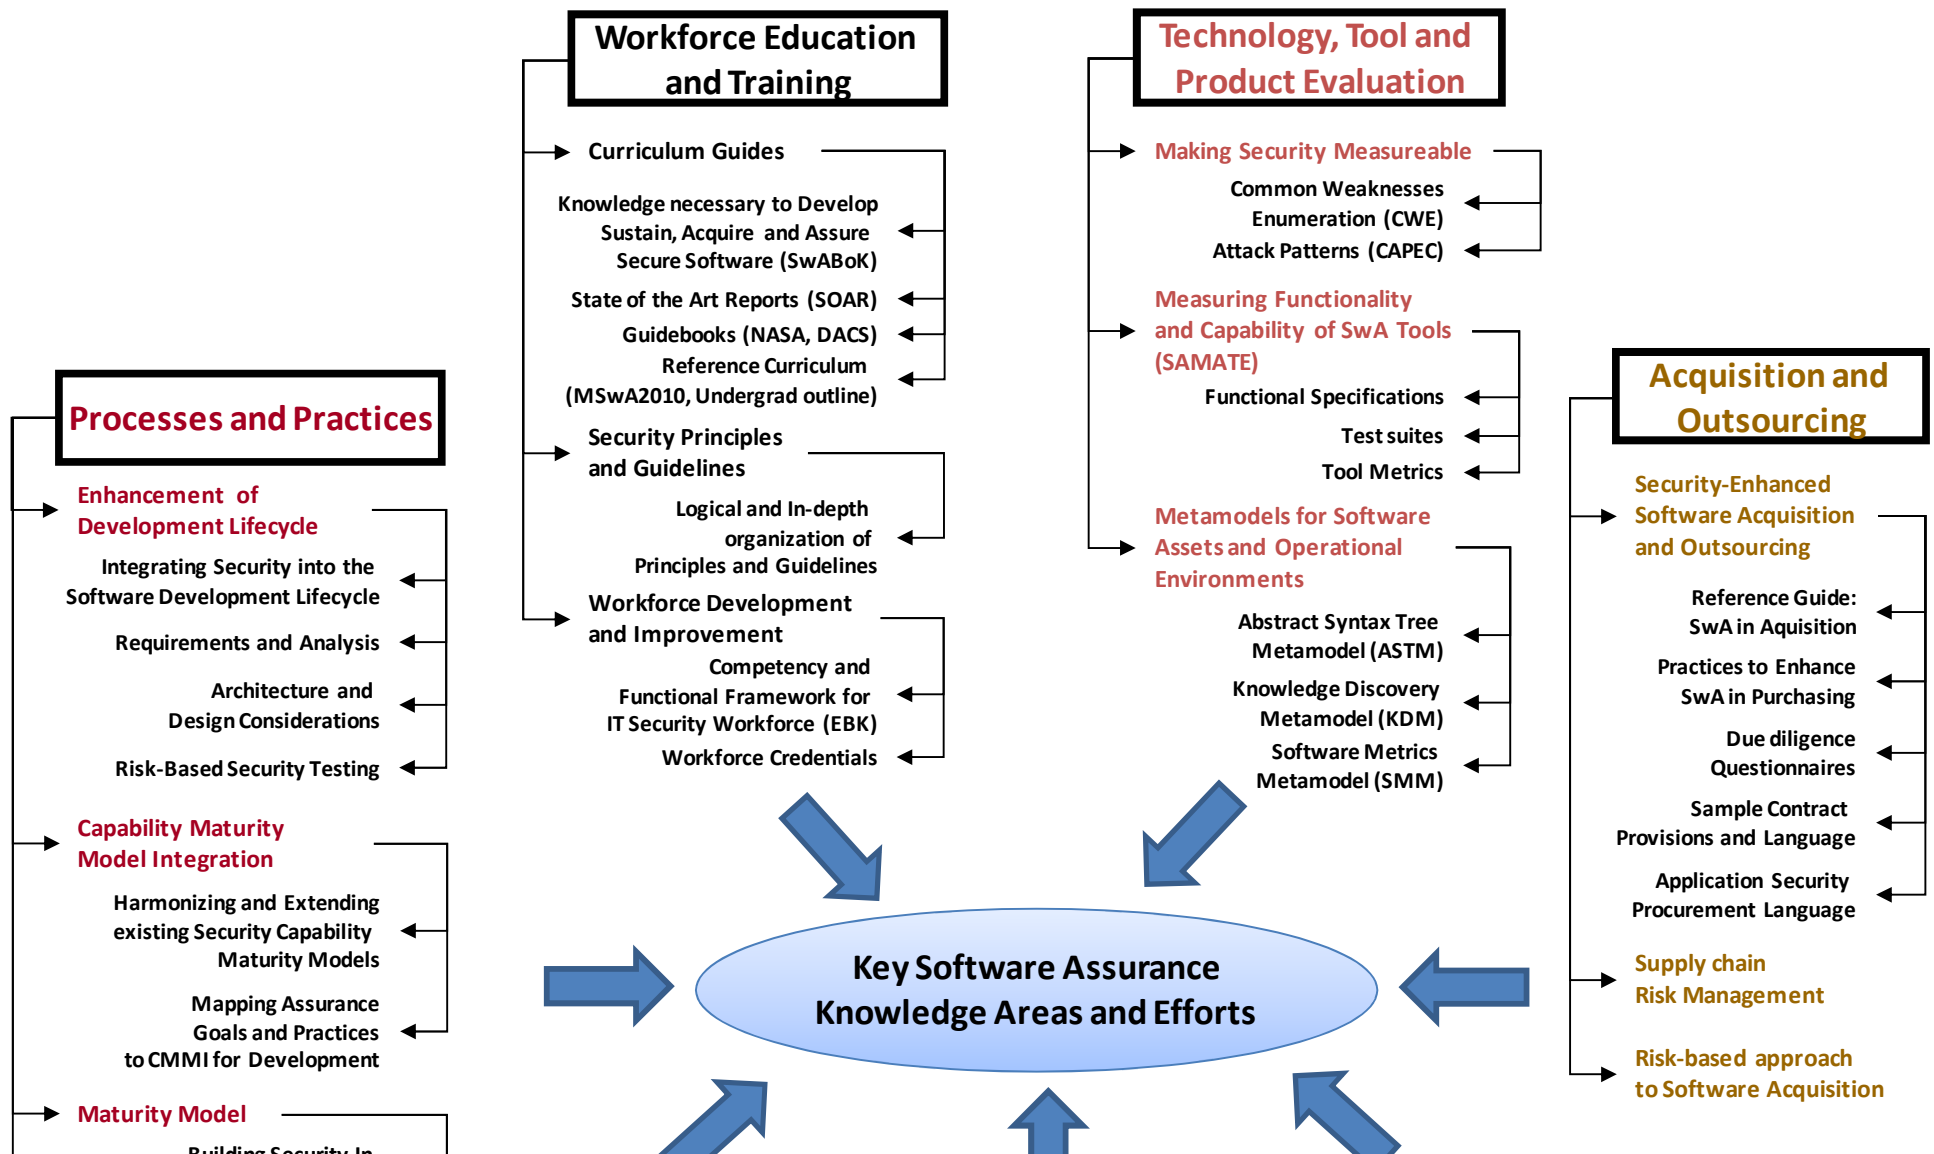 Workforce Education
and Training
Curriculum Guides
Knowledge necessary to Develop
Sustain, Acquire and Assure
Secure Software (SwABoK)
State of the Art Reports (SOAR)
Guidebooks (NASA, DACS)
Reference Curriculum
(MSwA2010, Undergrad outline)
Security Principles
and Guidelines
Logical and In-depth
organization of
Principles and Guidelines
Workforce Development
and Improvement
Competency and
Functional Framework for
IT Security Workforce (EBK)
Workforce Credentials
Technology, Tool and
Product Evaluation
Making Security Measureable
Common Weaknesses
Enumeration (CWE)
Attack Patterns (CAPEC)
Measuring Functionality
and Capability of SwA Tools
(SAMATE)
Functional Specifications
Test suites
Tool Metrics
Metamodels for Software
Assets and Operational
Environments
Abstract Syntax Tree
Metamodel (ASTM)
Knowledge Discovery
Metamodel (KDM)
Software Metrics
Metamodel (SMM)
Processes and Practices
Enhancement of
Development Lifecycle
Integrating Security into the
Software Development Lifecycle
Requirements and Analysis
Architecture and
Design Considerations
Risk-Based Security Testing
Capability Maturity
Model Integration
Harmonizing and Extending
existing Security Capability
Maturity Models
Mapping Assurance
Goals and Practices
to CMMI for Development
Maturity Model
Building Security In
Acquisition and
Outsourcing
Security-Enhanced
Software Acquisition
and Outsourcing
Reference Guide:
SwA in Aquisition
Practices to Enhance
SwA in Purchasing
Due diligence
Questionnaires
Sample Contract
Provisions and Language
Application Security
Procurement Language
Supply chain
Risk Management
Risk-based approach
to Software Acquisition
Key Software Assurance
Knowledge Areas and Efforts